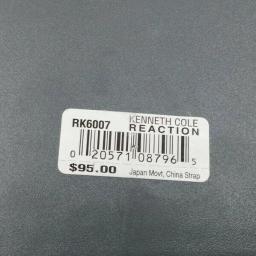 RK6007 KENNETH COLE
REACTION
0 20571 08796 5
$95.00 Japan Movt, China Strap